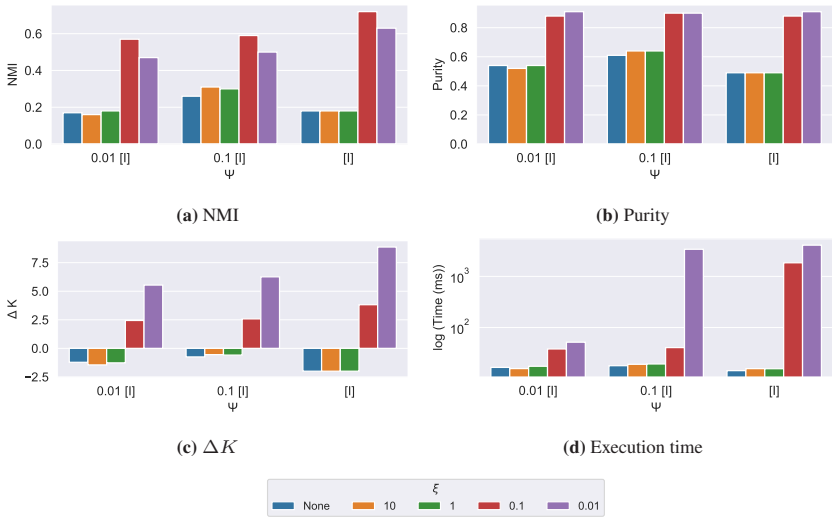 0.6
0.4
0.2
0.0
NMI
0.01 [I]
0.1 [I]
[I]
Ψ
(a) NMI
0.8
0.6
0.4
0.2
0.0
Purity
0.01 [I]
0.1 [I]
[I]
Ψ
(b) Purity
7.5
5.0
2.5
0.0
−2.5
Δ K
0.01 [I]
0.1 [I]
[I]
Ψ
(c) ΔK
10³
10²
log (Time (ms))
0.01 [I]
0.1 [I]
[I]
Ψ
(d) Execution time
ξ
None 10 1 0.1 0.01